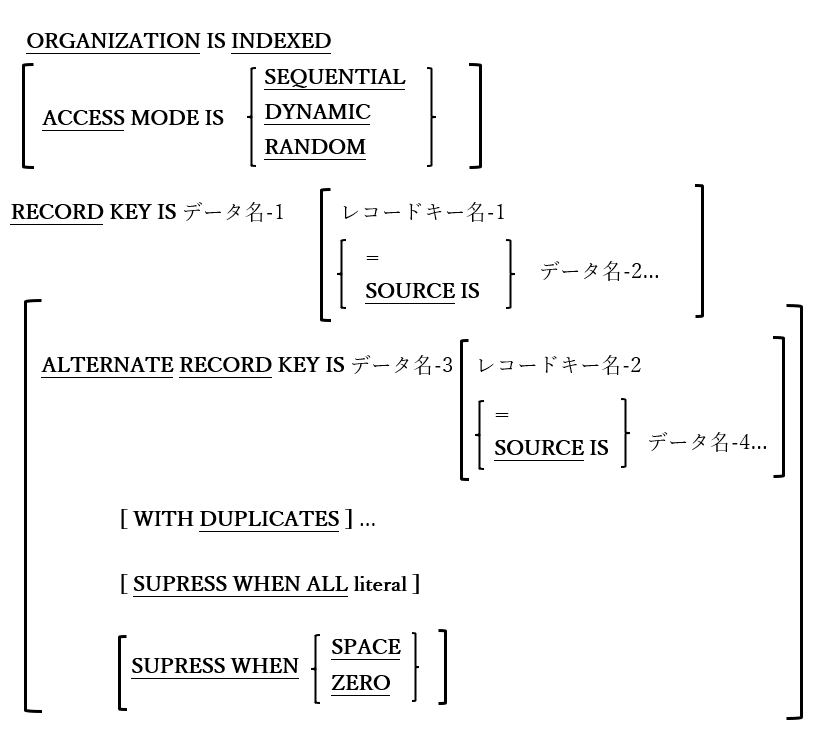 ORGANIZATION IS INDEXED
SEQUENTIAL
ACCESS MODE IS DYNAMIC
RANDOM
RECORD KEY IS データ名-1 レコードキー名-1
=
SOURCE IS データ名-2...
ALTERNATE RECORD KEY IS データ名-3 レコードキー名-2
=
SOURCE IS データ名-4...
[ WITH DUPLICATES ] ...
[ SUPRESS WHEN ALL literal ]
SUPRESS WHEN SPACE
ZERO